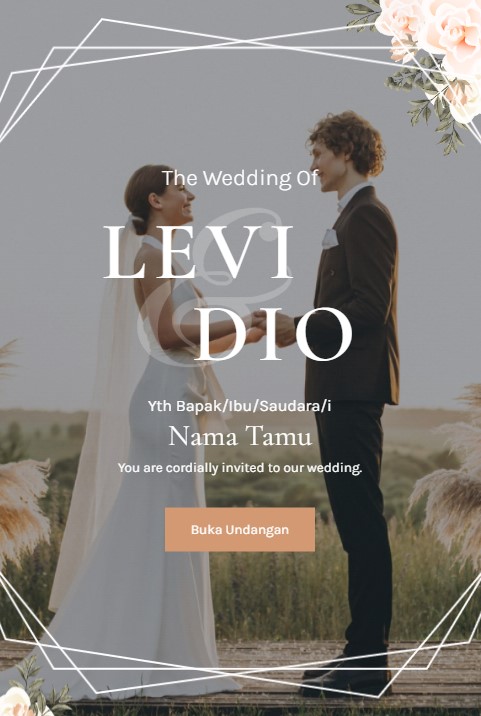 The Wedding Of
&
LEVI
DIO
Yth Bapak/Ibu/Saudara/i
Nama Tamu
You are cordially invited to our wedding.
Buka Undangan